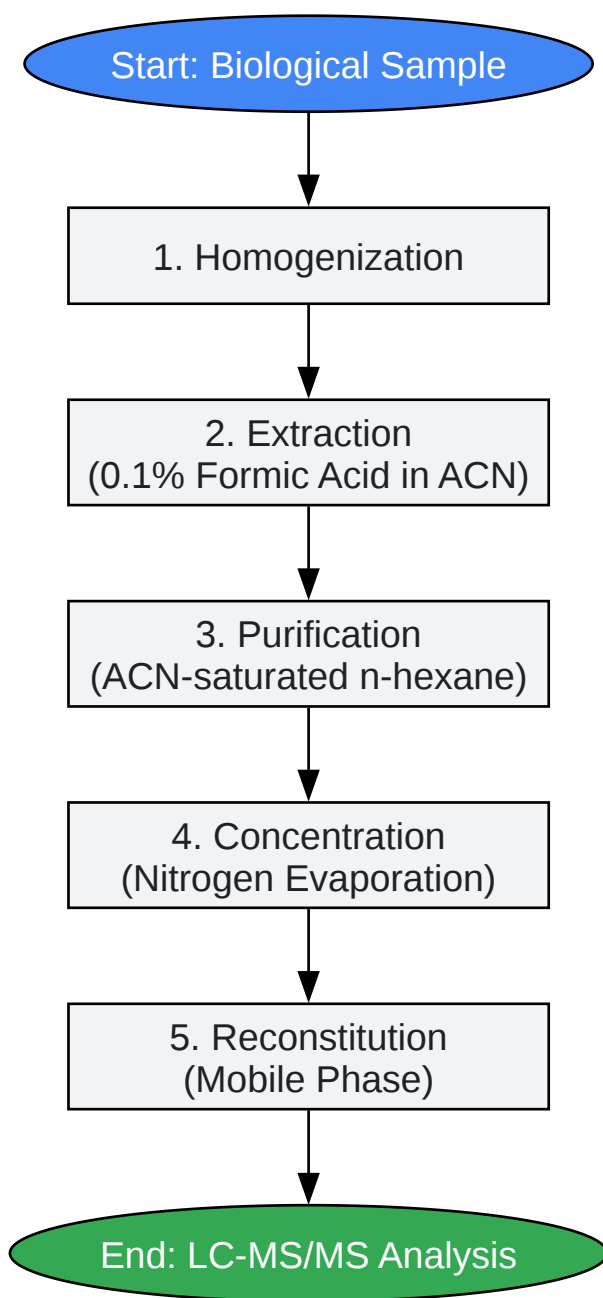 Start: Biological Sample
1. Homogenization
2. Extraction
(0.1% Formic Acid in ACN)
3. Purification
(ACN-saturated n-hexane)
4. Concentration
(Nitrogen Evaporation)
5. Reconstitution
(Mobile Phase)
End: LC-MS/MS Analysis